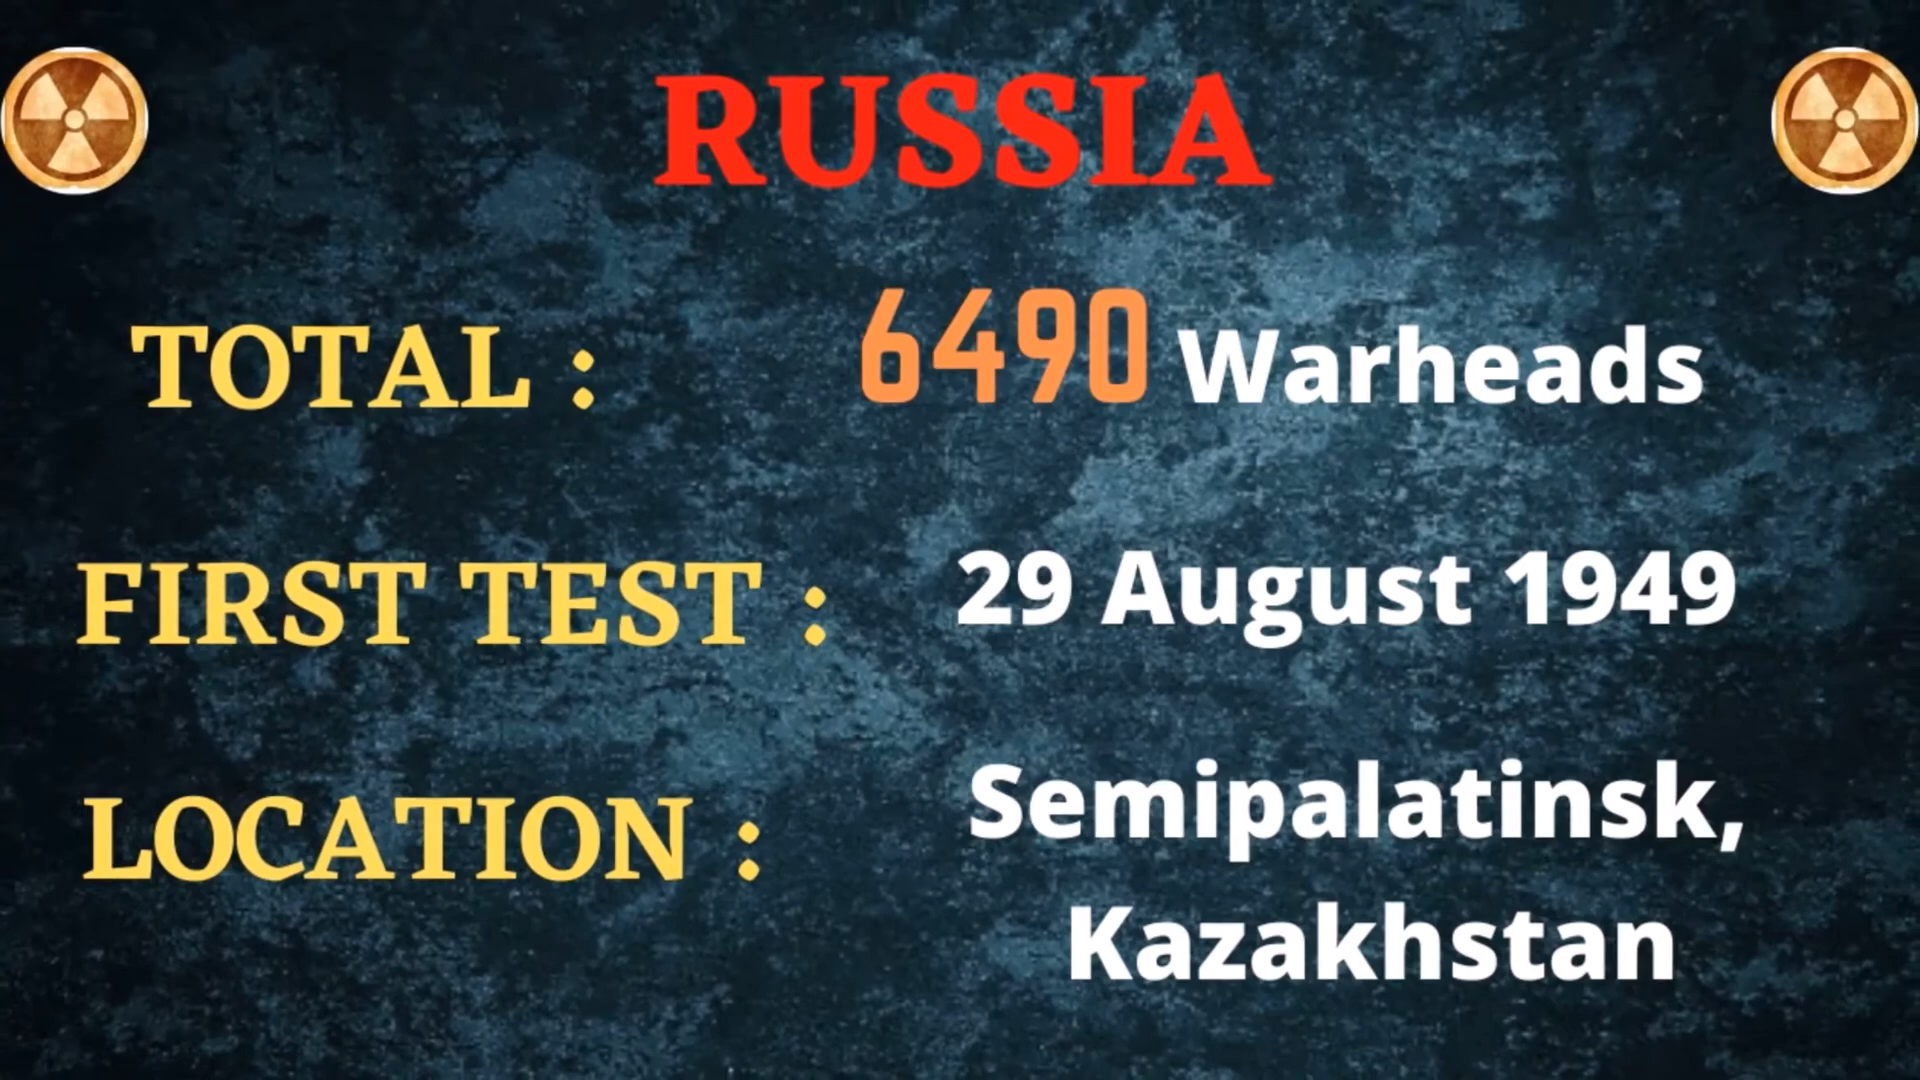 RUSSIA
TOTAL : 6490 Warheads
FIRST TEST : 29 August 1949
LOCATION : Semipalatinsk,
Kazakhstan